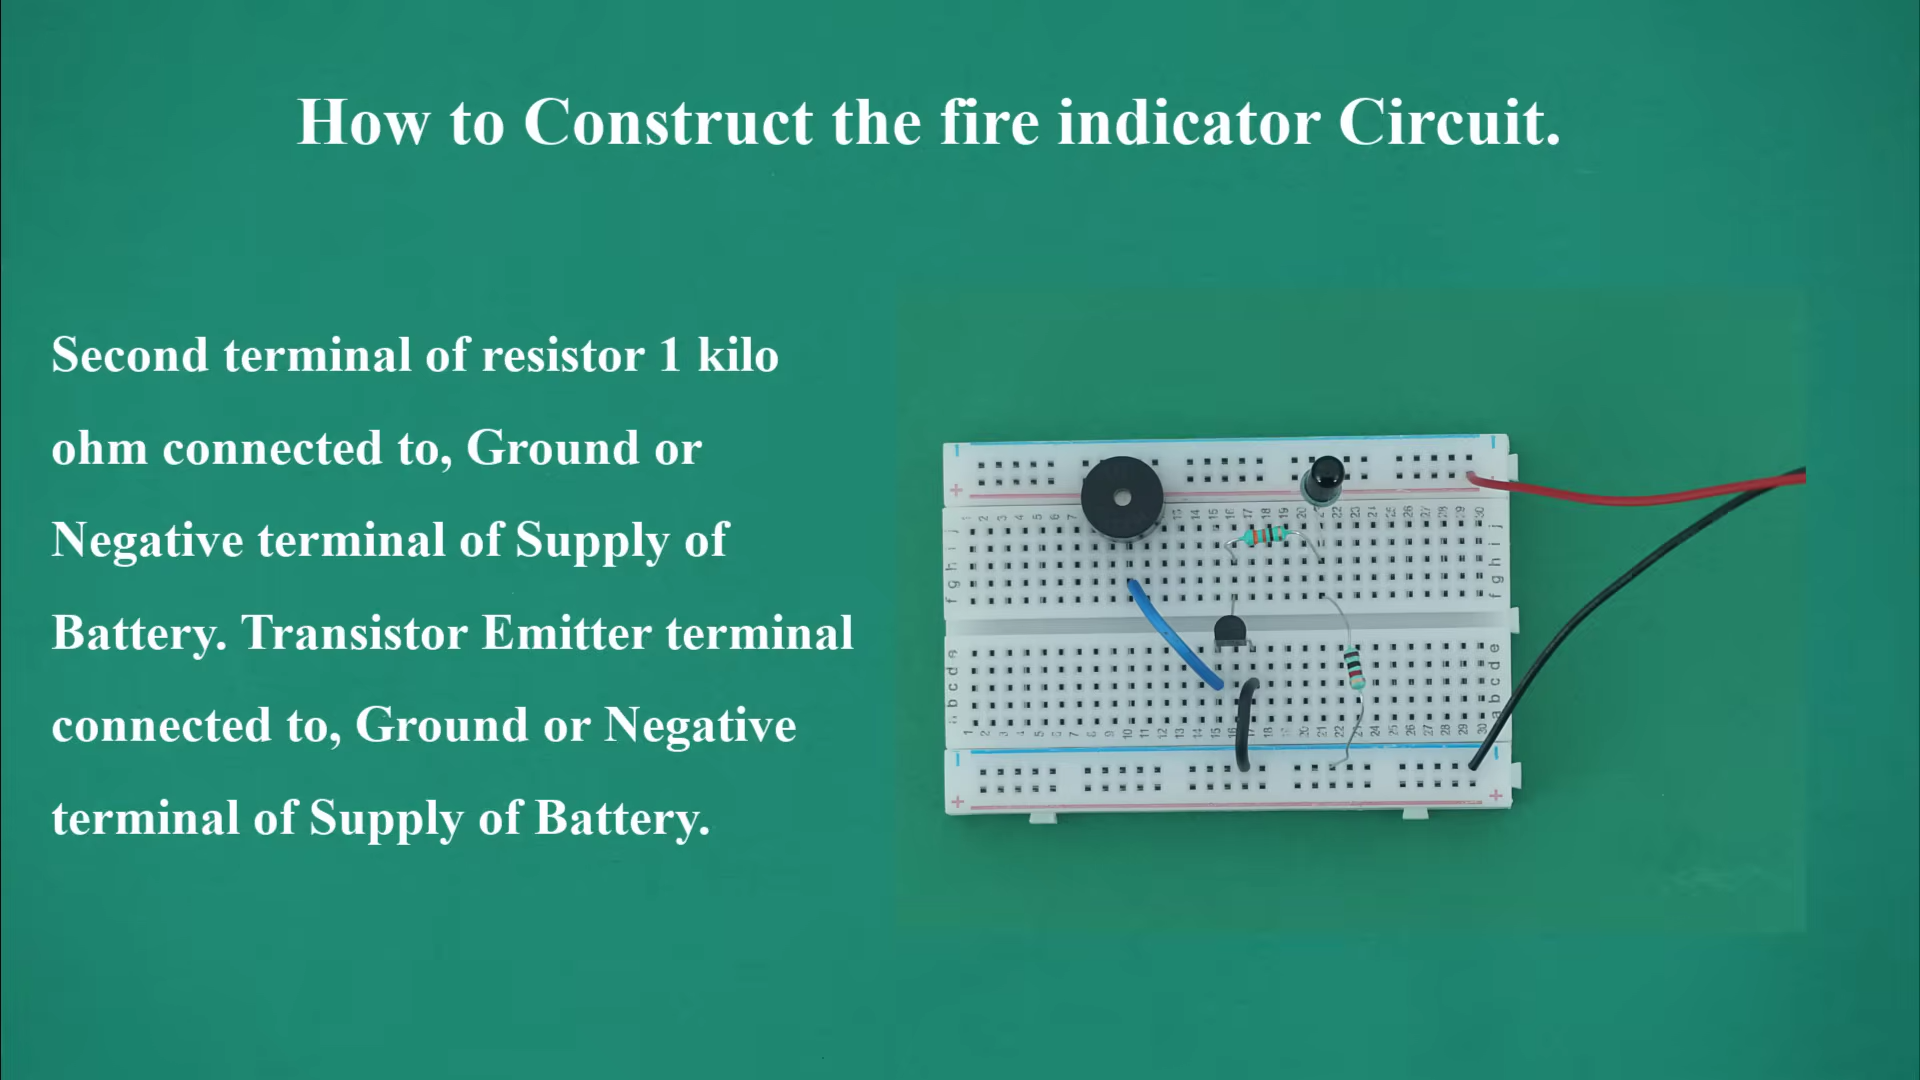 How to Construct the fire indicator Circuit.
Second terminal of resistor 1 kilo
ohm connected to, Ground or
Negative terminal of Supply of
Battery. Transistor Emitter terminal
connected to, Ground or Negative
terminal of Supply of Battery.